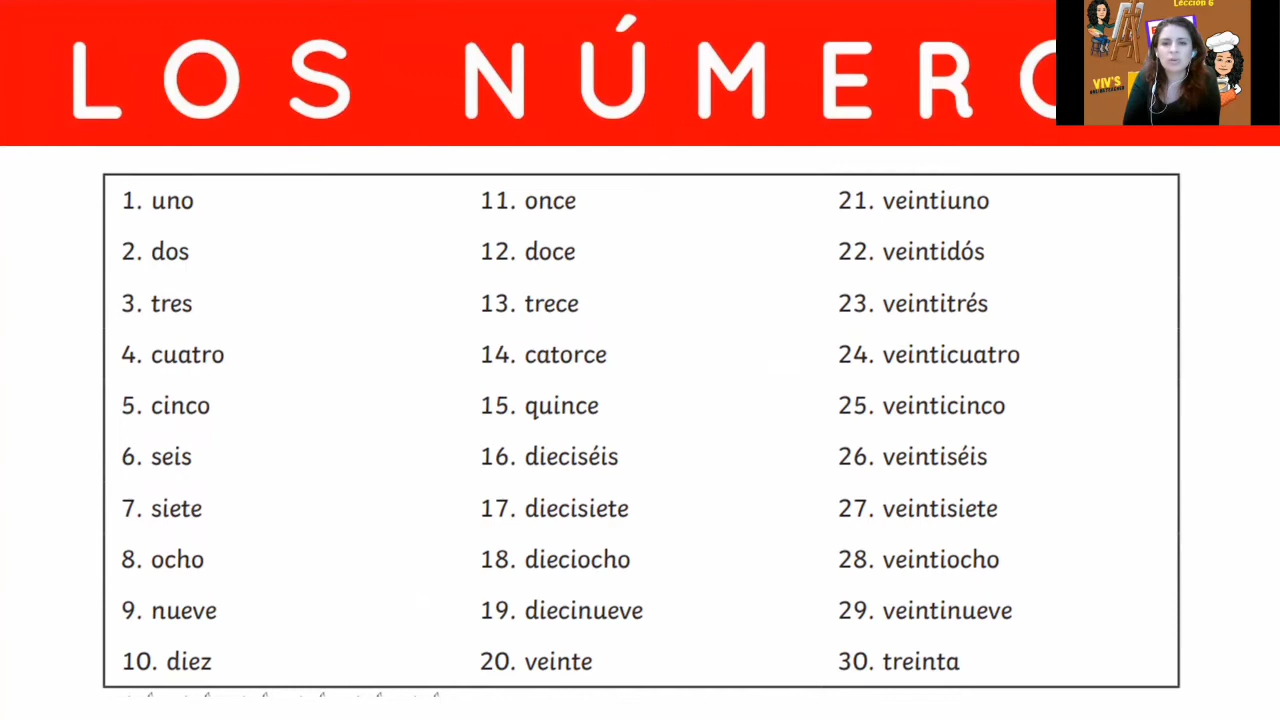 LOS NÚMERO
Lección 6
VIV'S
1. uno
2. dos
3. tres
4. cuatro
5. cinco
6. seis
7. siete
8. ocho
9. nueve
10. diez
11. once
12. doce
13. trece
14. catorce
15. quince
16. dieciséis
17. diecisiete
18. dieciocho
19. diecinueve
20. veinte
21. veintiuno
22. veintidós
23. veintitrés
24. veinticuatro
25. veinticinco
26. veintiséis
27. veintisiete
28. veintiocho
29. veintinueve
30. treinta